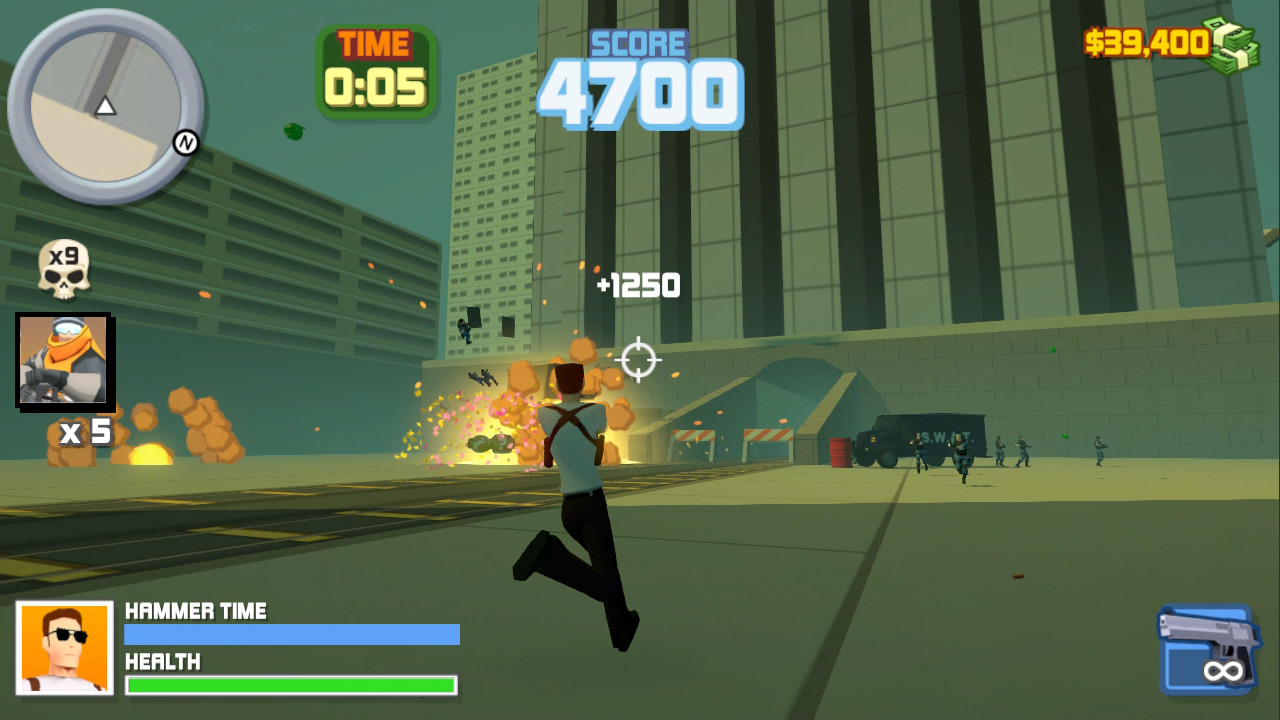 TIME
0:05
SCORE
4700
$39,400
N
x9
+1250
x 5
S.W.A.T.
HAMMER TIME
HEALTH
∞